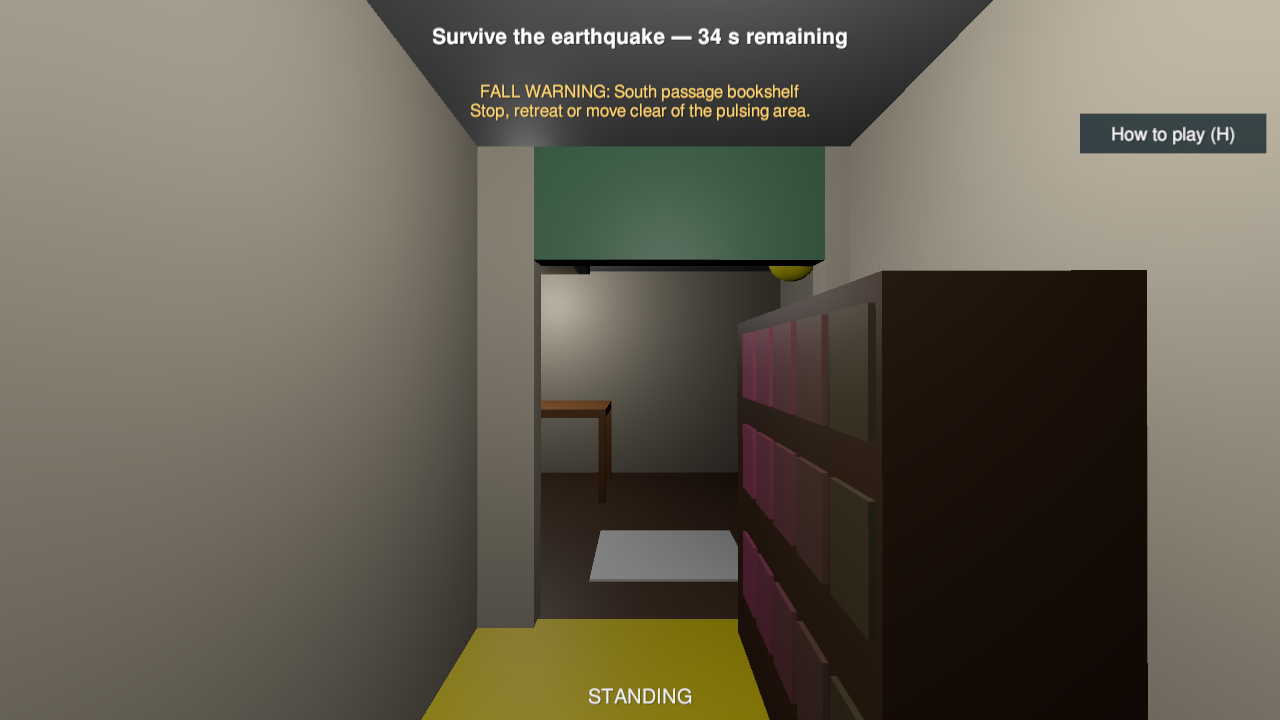 Survive the earthquake — 34 s remaining
FALL WARNING: South passage bookshelf
Stop, retreat or move clear of the pulsing area.
How to play (H)
STANDING